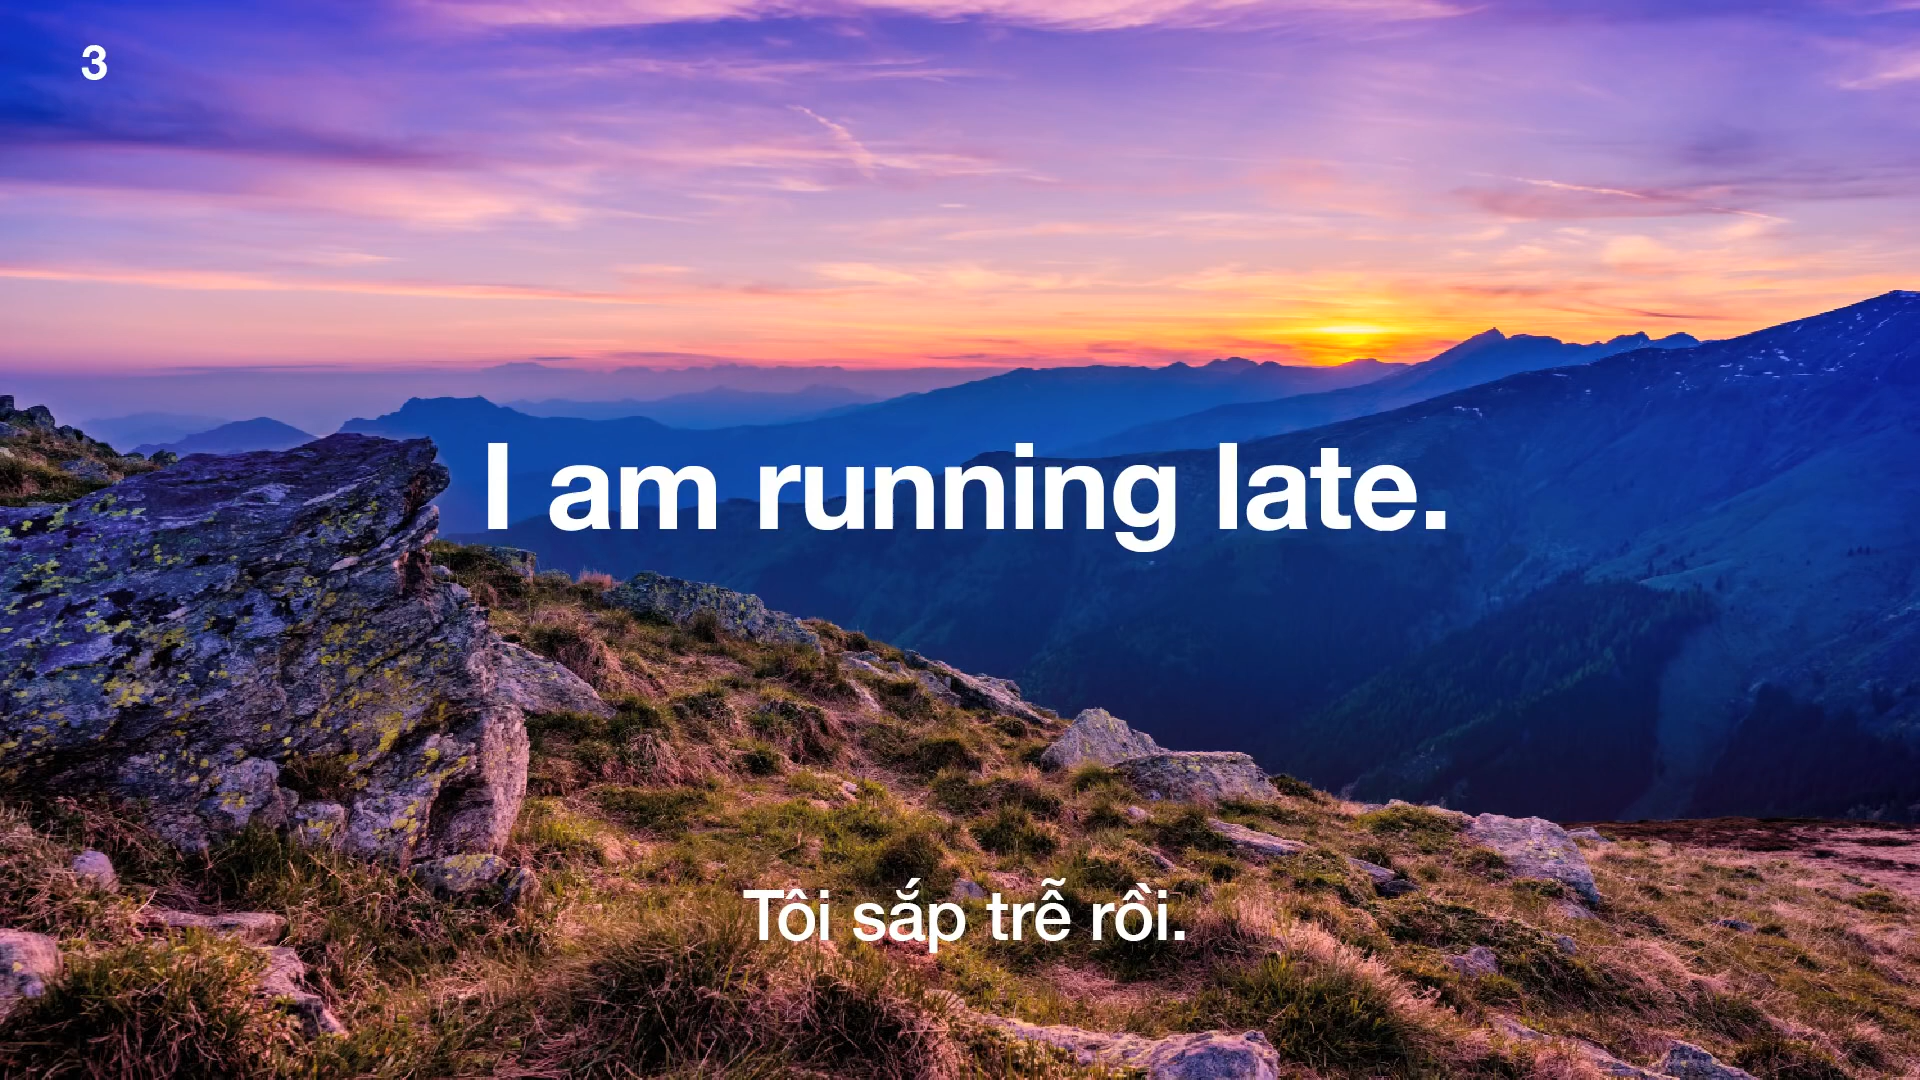 3
I am running late.
Tôi sắp trễ rồi.